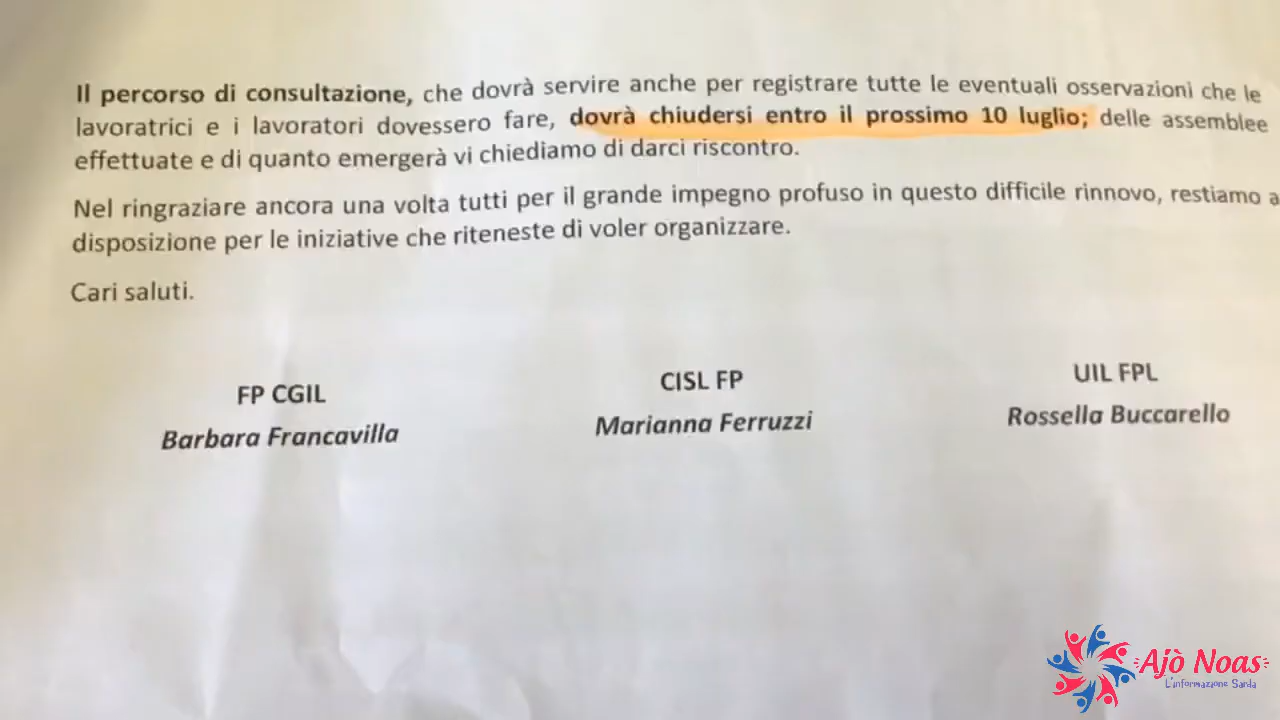 Il percorso di consultazione, che dovrà servire anche per registrare tutte le eventuali osservazioni che le
lavoratrici e i lavoratori dovessero fare, dovrà chiudersi entro il prossimo 10 luglio; delle assemblee
effettuate e di quanto emergerà vi chiediamo di darci riscontro.
Nel ringraziare ancora una volta tutti per il grande impegno profuso in questo difficile rinnovo, restiamo a
disposizione per le iniziative che riteneste di voler organizzare.
Cari saluti.
FP CGIL
Barbara Francavilla
CISL FP
Marianna Ferruzzi
UIL FPL
Rossella Buccarello
Ajò Noas
L'informazione Sarda